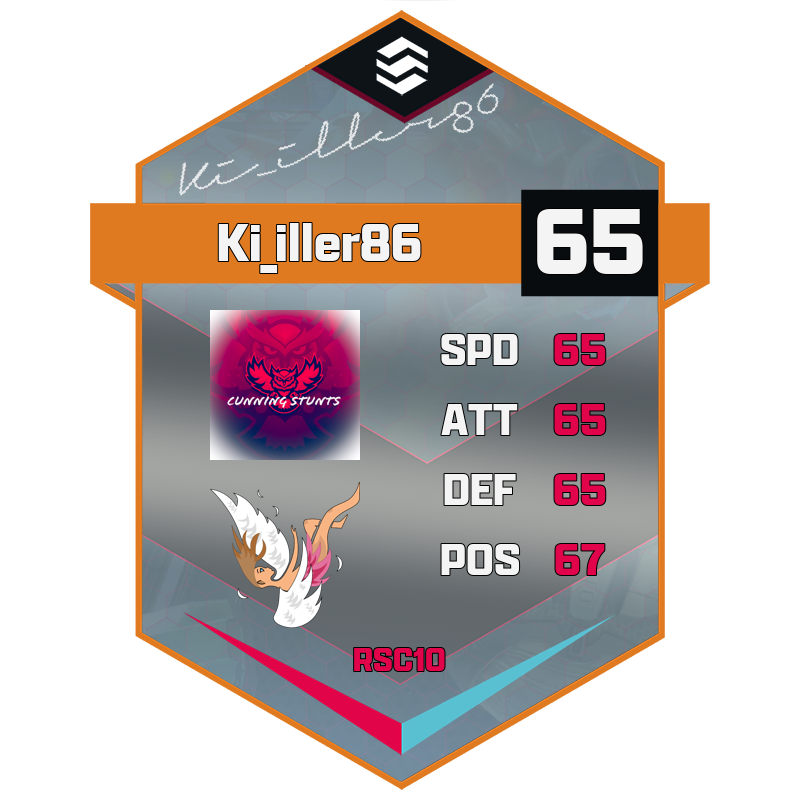 Ki_iller86
Ki_iller86 65
CUNNING STUNTS
SPD 65
ATT 65
DEF 65
POS 67
RSC10